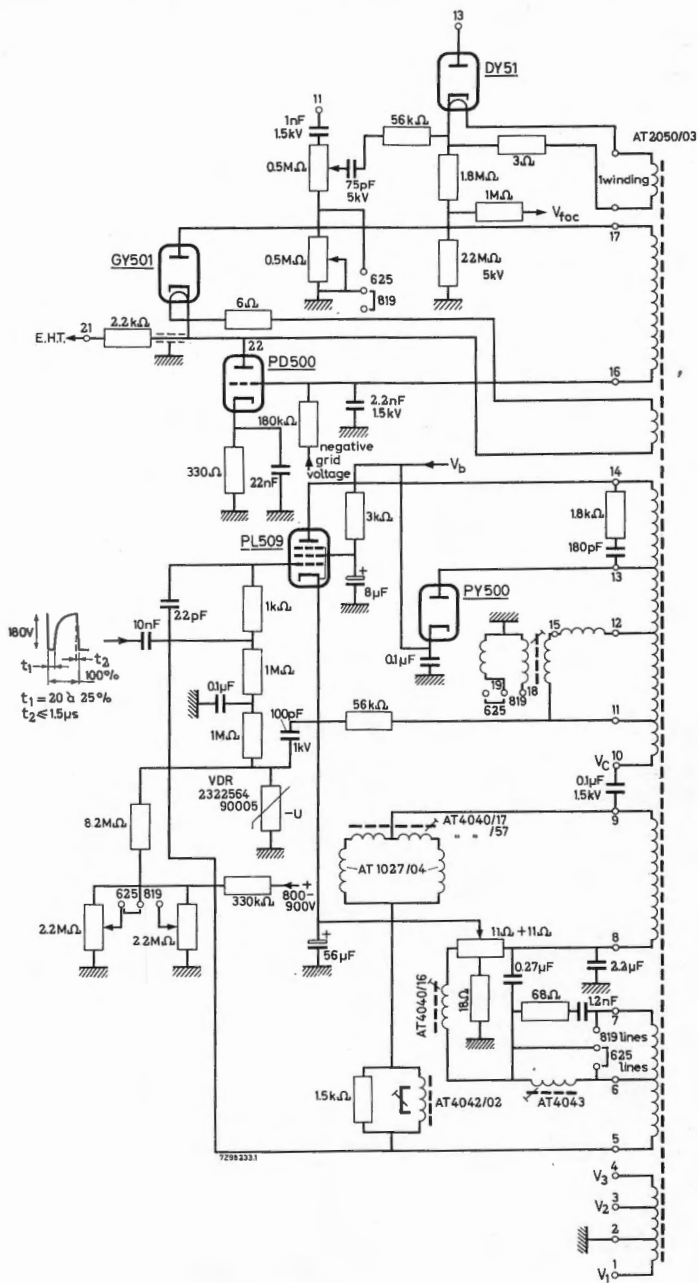 13
DY51
11
1nF
1.5kV
56kΩ
AT2050/03
0.5MΩ
75pF
5kV
3Ω
1.8MΩ
1winding
1MΩ
Vfoc
17
GY501
0.5MΩ
625
819
22MΩ
5kV
6Ω
E.H.T.
21
2.2kΩ
22
PD500
16
2.2nF
1.5kV
180kΩ
negative
grid
voltage
330Ω
22nF
Vb
14
3kΩ
1.8kΩ
PL509
180pF
8µF
13
PY500
22pF
1kΩ
180V
10nF
t1
t2
100%
t1 = 20 à 25%
t2 ≤ 1.5µs
1MΩ
0.1µF
0.1µF
15
12
19
18
625
819
100pF
1kV
56kΩ
11
1MΩ
VDR
2322564
90005
-U
VC
10
0.1µF
1.5kV
8.2MΩ
AT4040/17
" " /57
9
AT1027/04
625
819
800-
900V
330kΩ
2.2MΩ
2.2MΩ
56µF
11Ω+11Ω
8
0.27µF
2.2µF
AT4040/16
18Ω
68Ω
1.2nF
7
819 lines
625
lines
6
AT4043
1.5kΩ
AT4042/02
5
7Z98233.1
V3
4
V2
3
2
V1
1